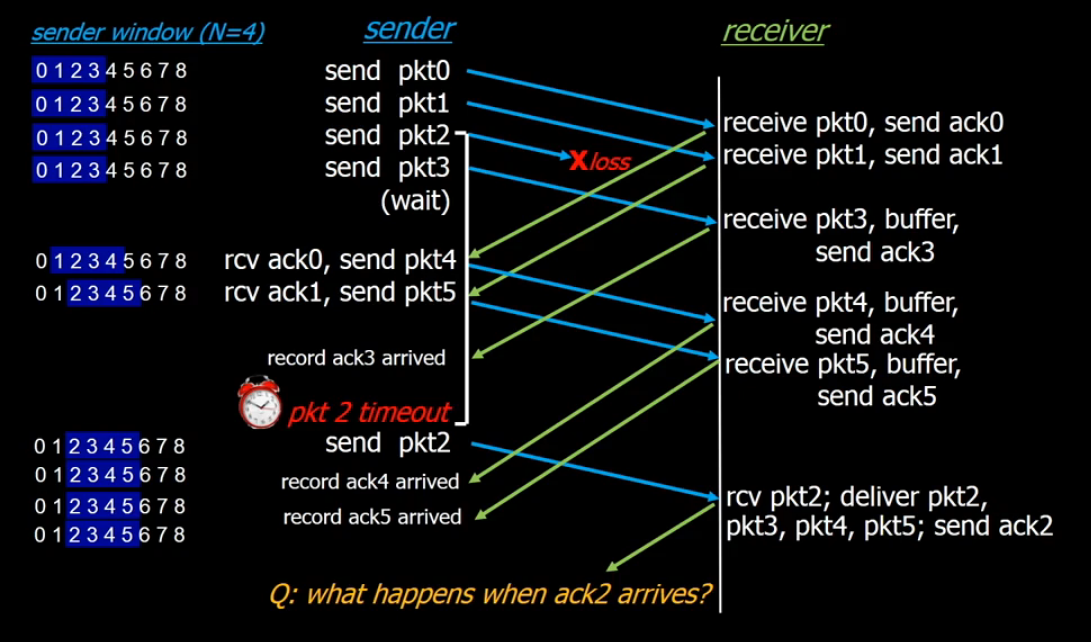 sender window (N=4)
sender
receiver
0 1 2 3 4 5 6 7 8
send pkt0
0 1 2 3 4 5 6 7 8
send pkt1
receive pkt0, send ack0
0 1 2 3 4 5 6 7 8
send pkt2
X loss
receive pkt1, send ack1
0 1 2 3 4 5 6 7 8
send pkt3
(wait)
receive pkt3, buffer,
send ack3
0 1 2 3 4 5 6 7 8
rcv ack0, send pkt4
0 1 2 3 4 5 6 7 8
rcv ack1, send pkt5
receive pkt4, buffer,
send ack4
record ack3 arrived
receive pkt5, buffer,
send ack5
pkt 2 timeout
0 1 2 3 4 5 6 7 8
send pkt2
0 1 2 3 4 5 6 7 8
record ack4 arrived
0 1 2 3 4 5 6 7 8
record ack5 arrived
0 1 2 3 4 5 6 7 8
rcv pkt2; deliver pkt2,
pkt3, pkt4, pkt5; send ack2
Q: what happens when ack2 arrives?